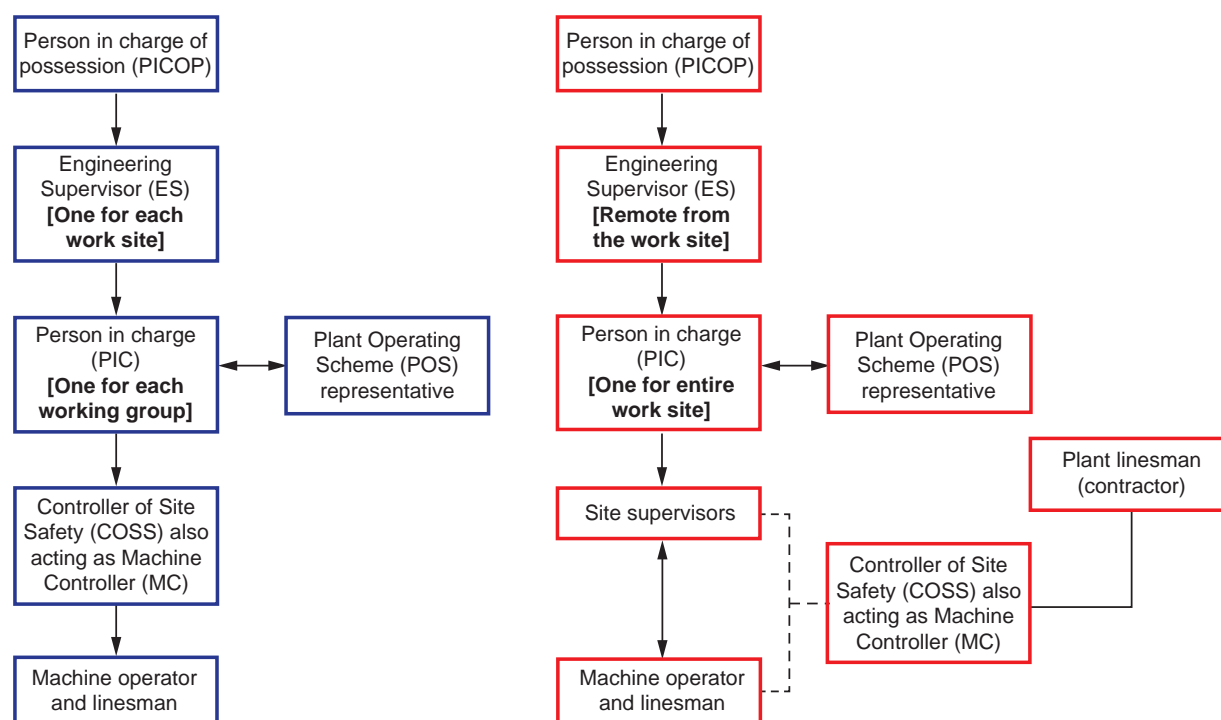 Person in charge of
possession (PICOP)
Engineering
Supervisor (ES)
[One for each
work site]
Person in charge
(PIC)
[One for each
working group]
Plant Operating
Scheme (POS)
representative
Controller of Site
Safety (COSS) also
acting as Machine
Controller (MC)
Machine operator
and linesman
Person in charge of
possession (PICOP)
Engineering
Supervisor (ES)
[Remote from
the work site]
Person in charge
(PIC)
[One for entire
work site]
Plant Operating
Scheme (POS)
representative
Plant linesman
(contractor)
Site supervisors
Controller of Site
Safety (COSS) also
acting as Machine
Controller (MC)
Machine operator
and linesman